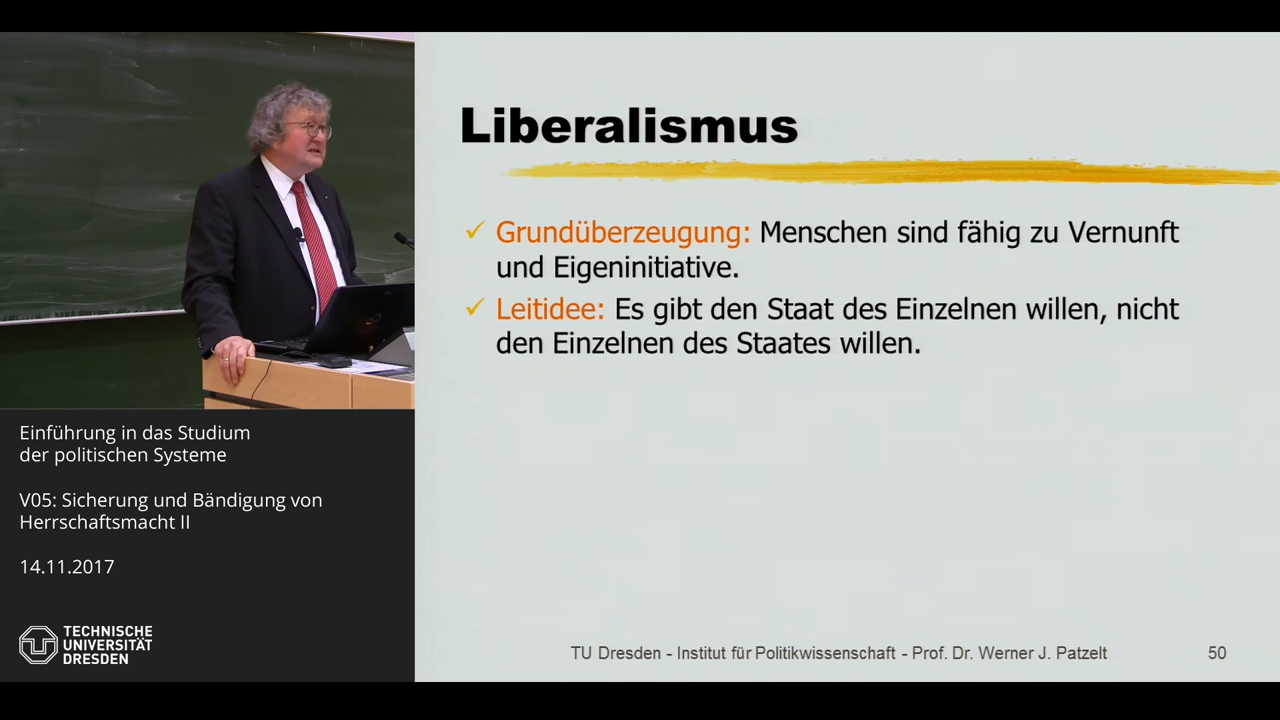 Liberalismus
✓ Grundüberzeugung: Menschen sind fähig zu Vernunft
und Eigeninitiative.
✓ Leitidee: Es gibt den Staat des Einzelnen willen, nicht
den Einzelnen des Staates willen.
Einführung in das Studium
der politischen Systeme
V05: Sicherung und Bändigung von
Herrschaftsmacht II
14.11.2017
TECHNISCHE
UNIVERSITÄT
DRESDEN
TU Dresden - Institut für Politikwissenschaft - Prof. Dr. Werner J. Patzelt
50